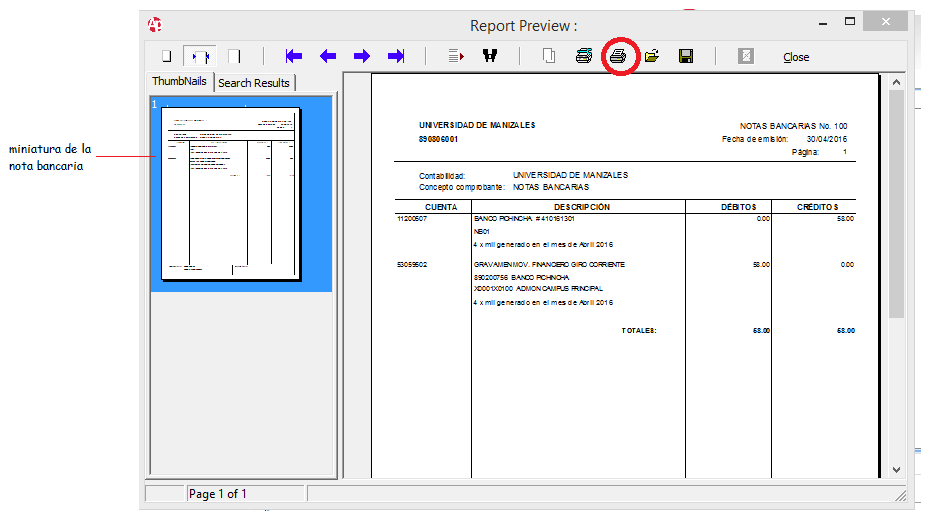 Report Preview :
Close
ThumbNails
Search Results
1
miniatura de la
nota bancaria
UNIVERSIDAD DE MANIZALES
890806001
NOTAS BANCARIAS No. 100
Fecha de emisión: 30/04/2016
Página: 1
Contabilidad: UNIVERSIDAD DE MANIZALES
Concepto comprobante: NOTAS BANCARIAS
CUENTA DESCRIPCIÓN DÉBITOS CRÉDITOS
11200507 BANCO PICHINCHA # 410161301 0.00 58.00
NB01
4 x mil generado en el mes de Abril 2016
53059502 GRAVAMEN MOV. FINANCIERO GIRO CORRIENTE 58.00 0.00
890200756 BANCO PICHINCHA
X0001X0100 ADMON CAMPUS PRINCIPAL
4 x mil generado en el mes de Abril 2016
TOTALES: 58.00 58.00
Page 1 of 1